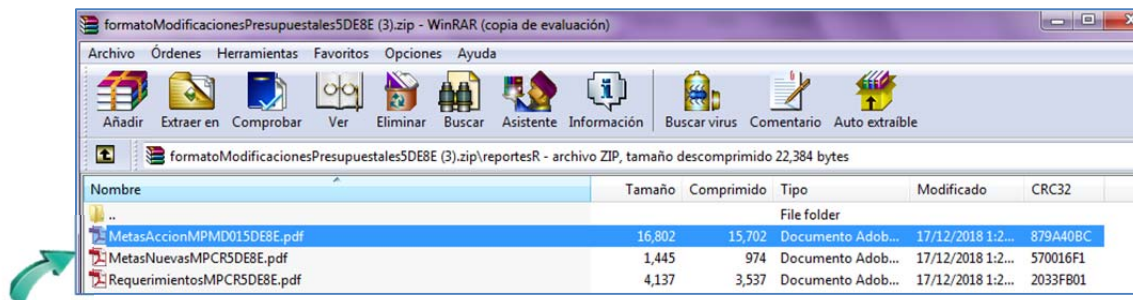 formatoModificacionesPresupuestales5DE8E (3).zip - WinRAR (copia de evaluación)
Archivo Órdenes Herramientas Favoritos Opciones Ayuda
Añadir Extraer en Comprobar Ver Eliminar Buscar Asistente Información Buscar virus Comentario Auto extraíble
formatoModificacionesPresupuestales5DE8E (3).zip\reportesR - archivo ZIP, tamaño descomprimido 22,384 bytes
Nombre Tamaño Comprimido Tipo Modificado CRC32
.. File folder
MetasAccionMPMD015DE8E.pdf 16,802 15,702 Documento Adob... 17/12/2018 1:2... 879A40BC
MetasNuevasMPCR5DE8E.pdf 1,445 974 Documento Adob... 17/12/2018 1:2... 570016F1
RequerimientosMPCR5DE8E.pdf 4,137 3,537 Documento Adob... 17/12/2018 1:2... 2033FB01